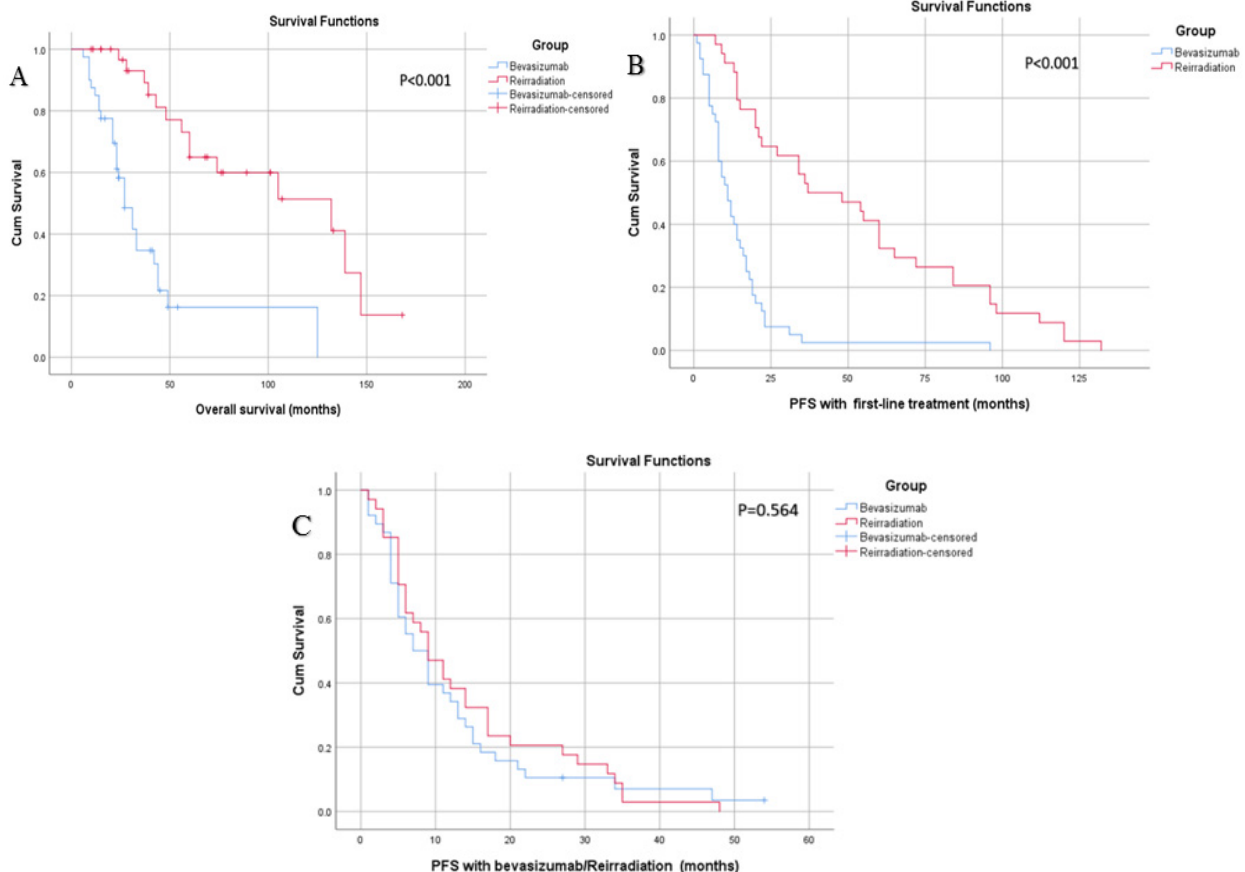 Survival Functions
A
P<0.001
Group
Bevasizumab
Reirradiation
Bevasizumab-censored
Reirradiation-censored
Cum Survival
1.0
0.8
0.6
0.4
0.2
0.0
0
50
100
150
200
Overall survival (months)
Survival Functions
B
P<0.001
Group
Bevasizumab
Reirradiation
Cum Survival
1.0
0.8
0.6
0.4
0.2
0.0
0
25
50
75
100
125
PFS with first-line treatment (months)
Survival Functions
C
P=0.564
Group
Bevasizumab
Reirradiation
Bevasizumab-censored
Reirradiation-censored
Cum Survival
1.0
0.8
0.6
0.4
0.2
0.0
0
10
20
30
40
50
60
PFS with bevasizumab/Reirradiation (months)